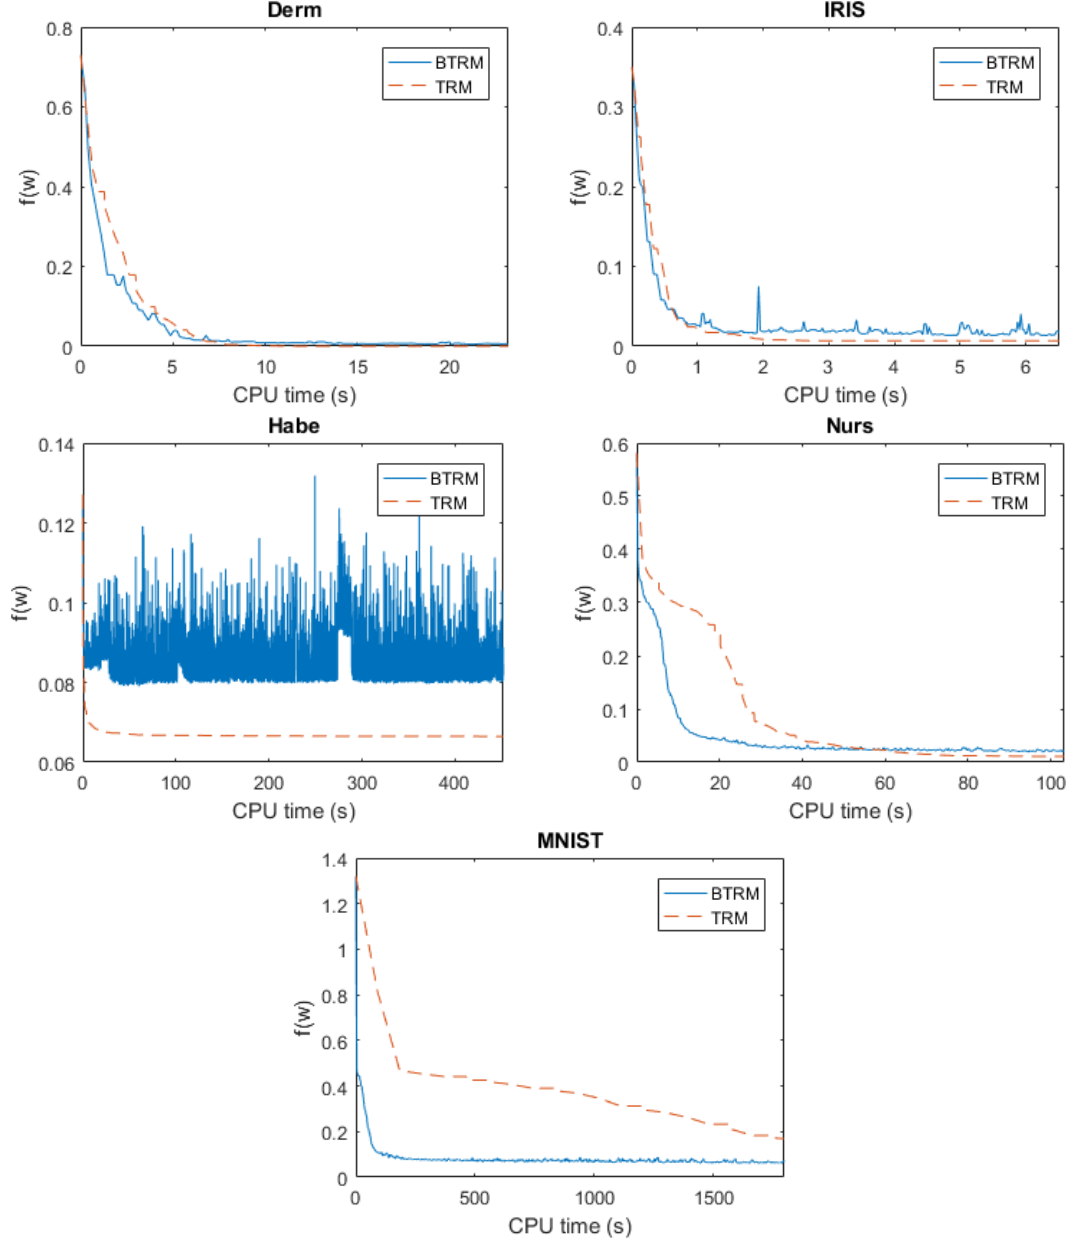 Derm
0.8
0.6
0.4
0.2
0
f(w)
BTRM
TRM
0 5 10 15 20
CPU time (s)
IRIS
0.4
0.3
0.2
0.1
0
f(w)
BTRM
TRM
0 1 2 3 4 5 6
CPU time (s)
Habe
0.14
0.12
0.1
0.08
0.06
f(w)
BTRM
TRM
0 100 200 300 400
CPU time (s)
Nurs
0.6
0.5
0.4
0.3
0.2
0.1
0
f(w)
BTRM
TRM
0 20 40 60 80 100
CPU time (s)
MNIST
1.4
1.2
1
0.8
0.6
0.4
0.2
0
f(w)
BTRM
TRM
0 500 1000 1500
CPU time (s)